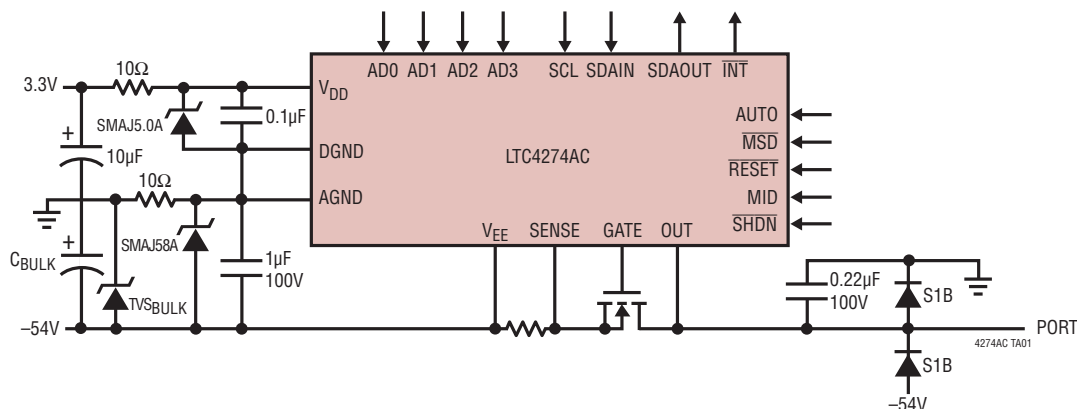 AD0 AD1 AD2 AD3 SCL SDAIN SDAOUT INT
3.3V
10Ω
VDD
SMAJ5.0A
0.1µF
+
10µF
DGND
LTC4274AC
AUTO
MSD
RESET
MID
SHDN
10Ω
AGND
SMAJ58A
VEE SENSE GATE OUT
+
CBULK
1µF
100V
TVSBULK
0.22µF
100V
S1B
–54V
PORT
4274AC TA01
S1B
–54V